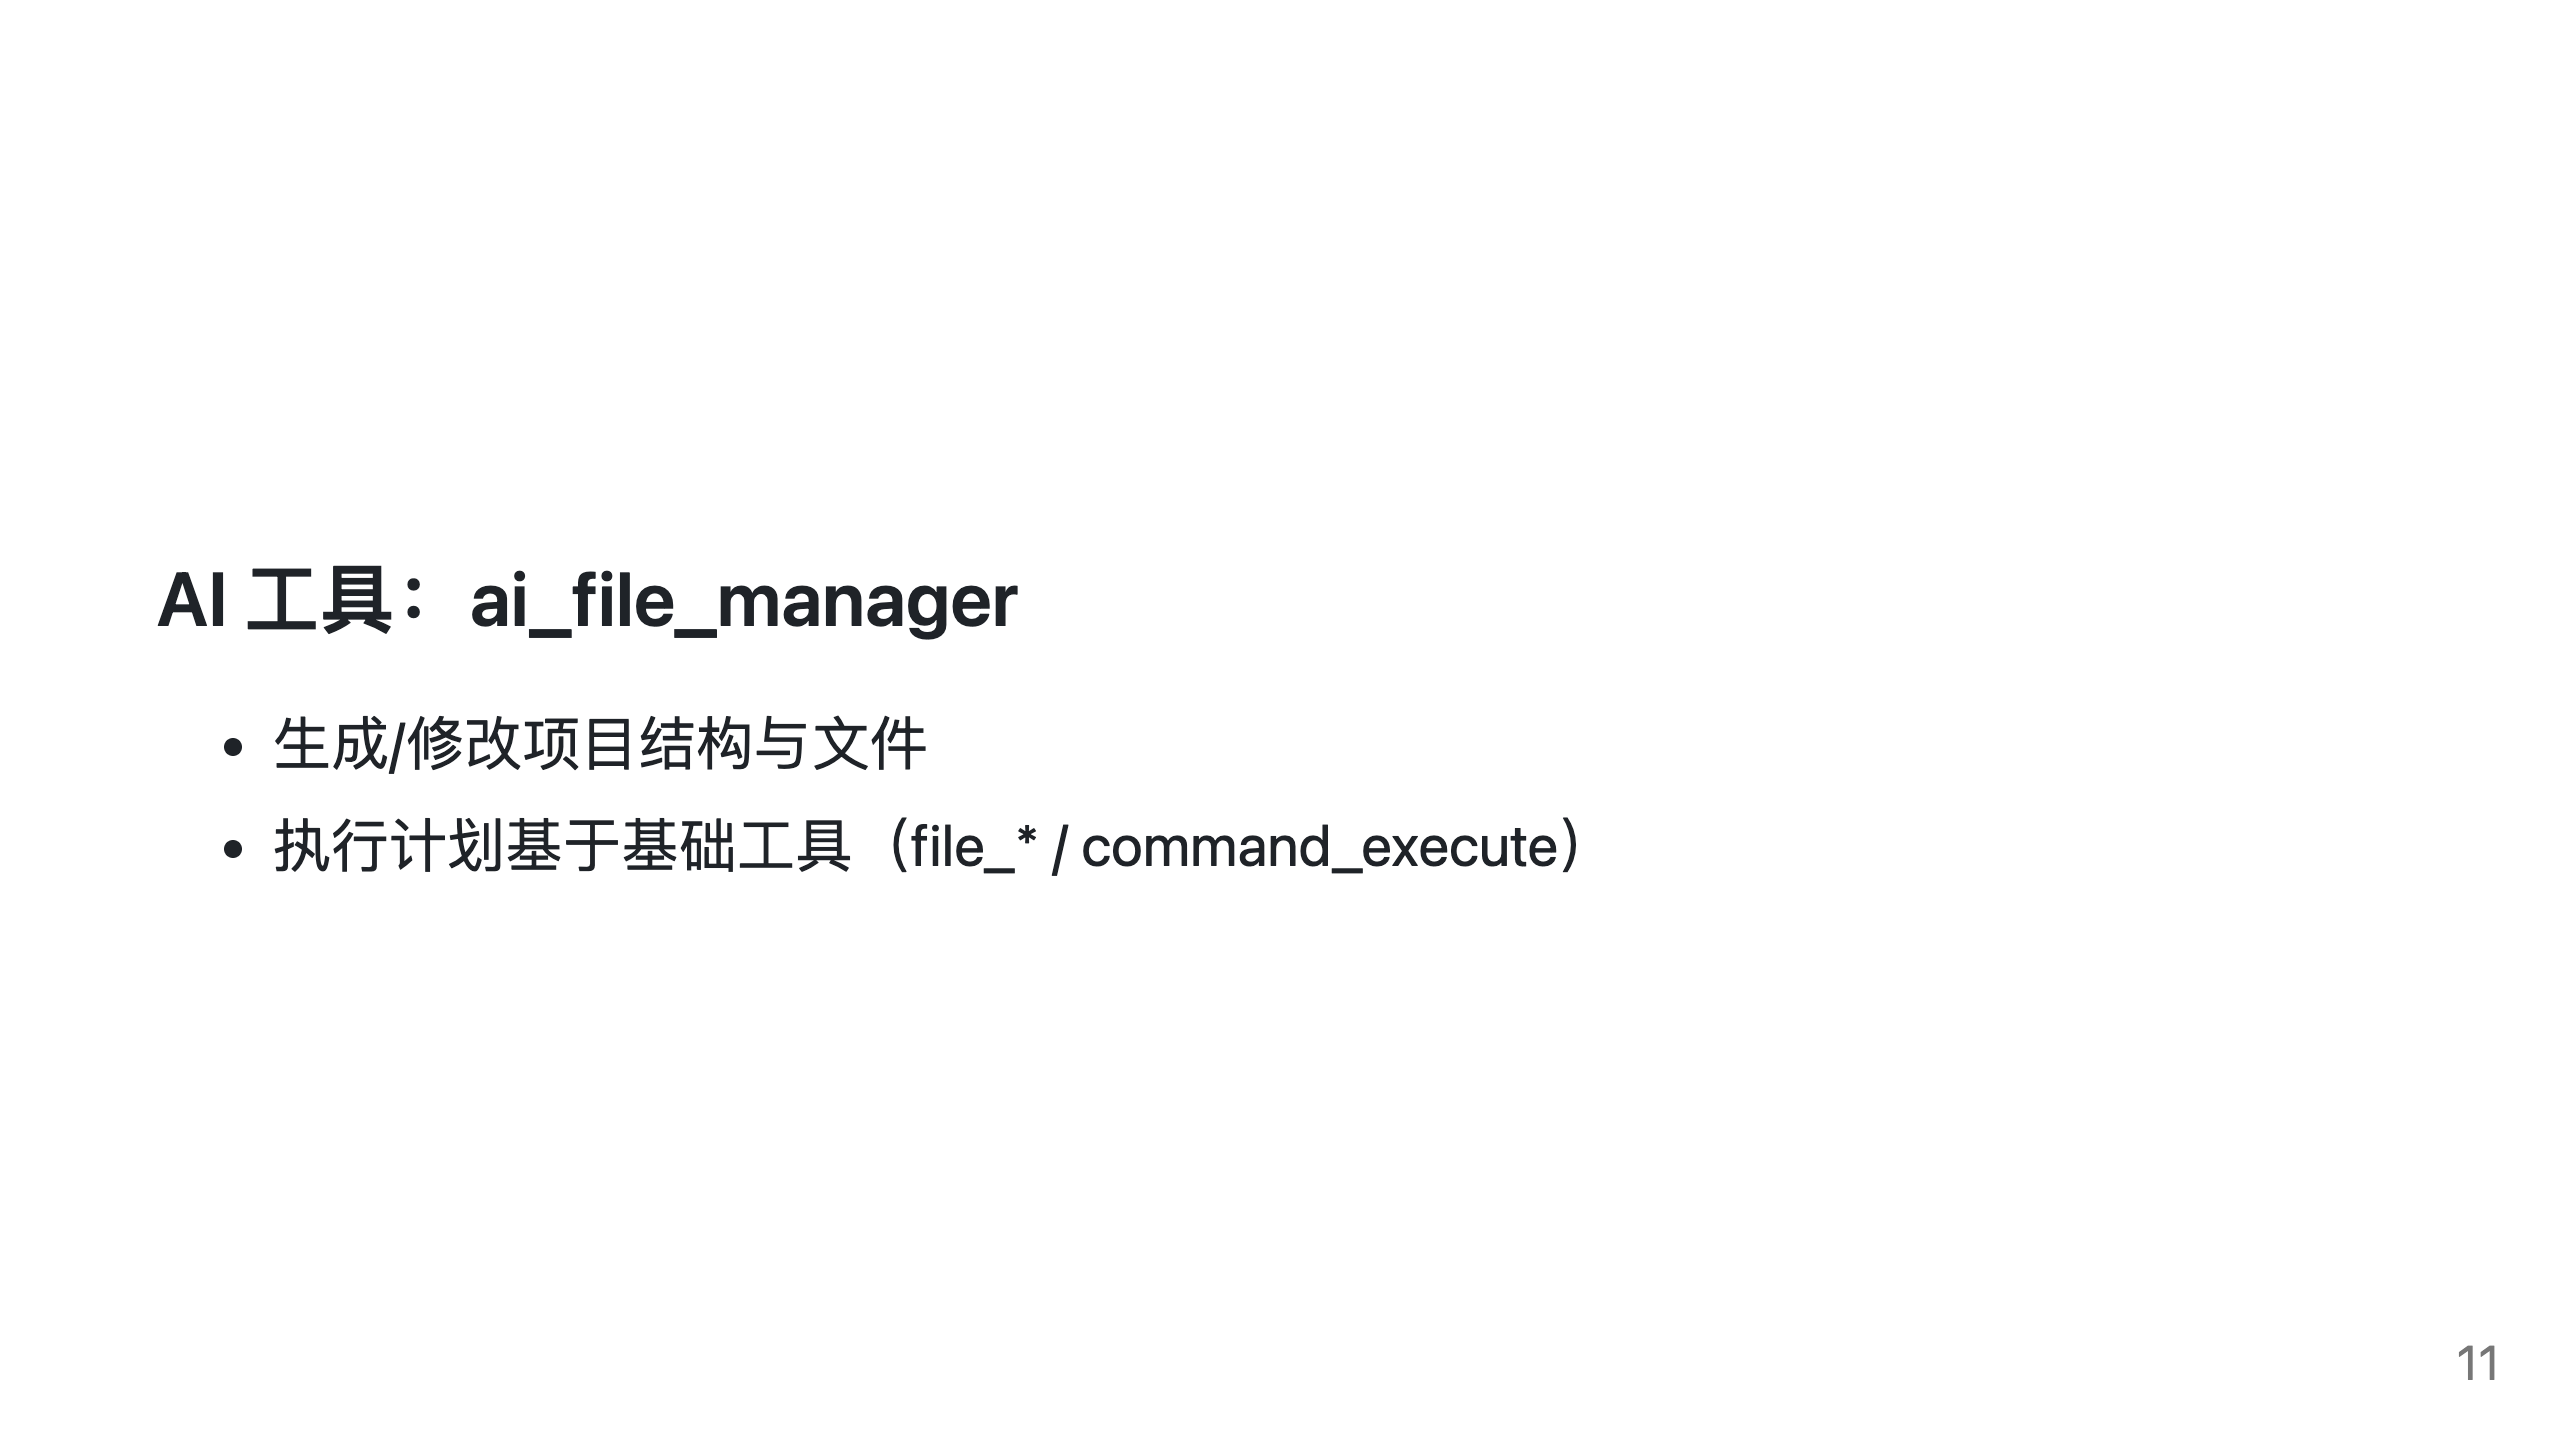 AI 工具：ai_file_manager
• 生成/修改项目结构与文件
• 执行计划基于基础工具（file_* / command_execute）
11